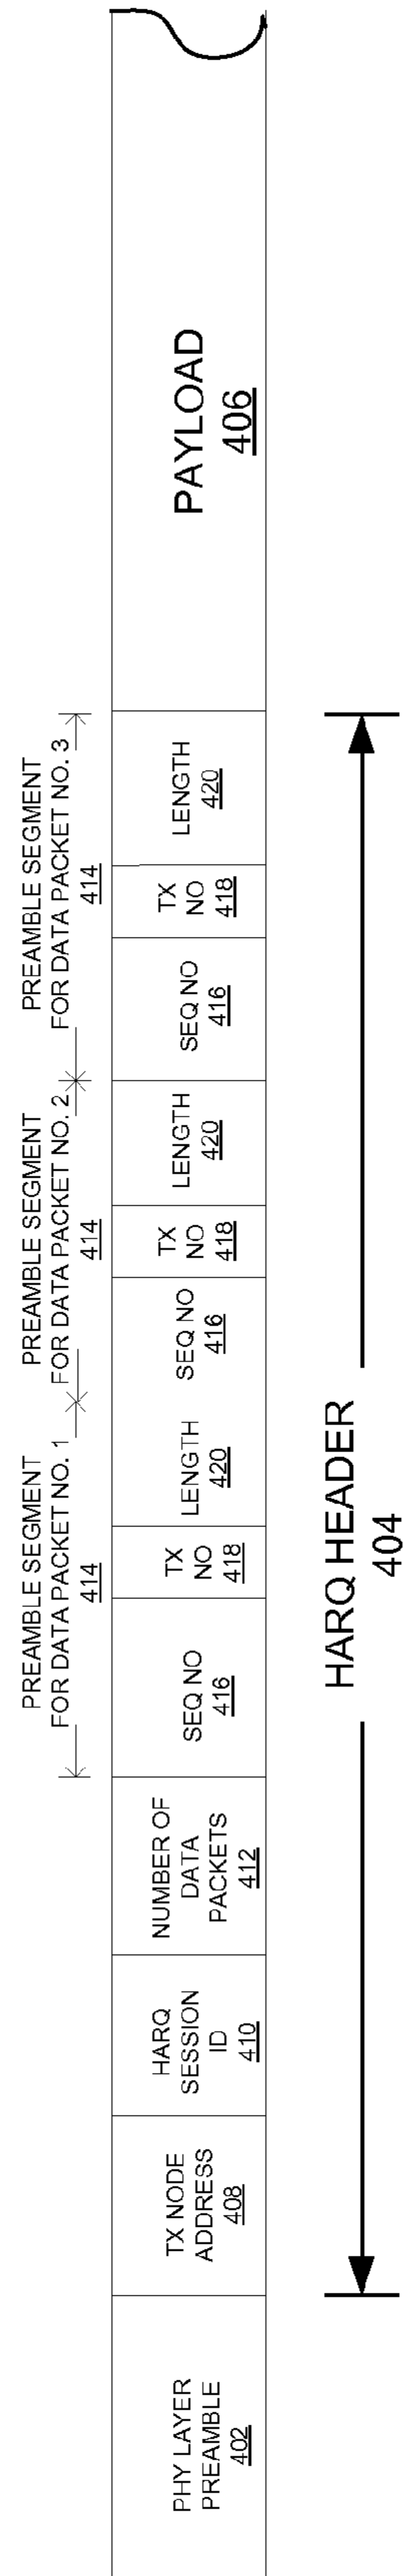 PREAMBLE SEGMENT
FOR DATA PACKET NO. 1
414
PREAMBLE SEGMENT
FOR DATA PACKET NO. 2
414
PREAMBLE SEGMENT
FOR DATA PACKET NO. 3
414
PHY LAYER
PREAMBLE
402
TX NODE
ADDRESS
408
HARQ
SESSION
ID
410
NUMBER OF
DATA
PACKETS
412
SEQ NO
416
TX
NO
418
LENGTH
420
SEQ NO
416
TX
NO
418
LENGTH
420
SEQ NO
416
TX
NO
418
LENGTH
420
PAYLOAD
406
HARQ HEADER
404